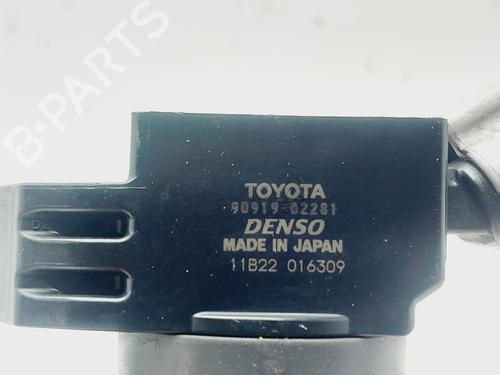 B-PARTS
TOYOTA
90919-02281
DENSO
MADE IN JAPAN
11B22 016309